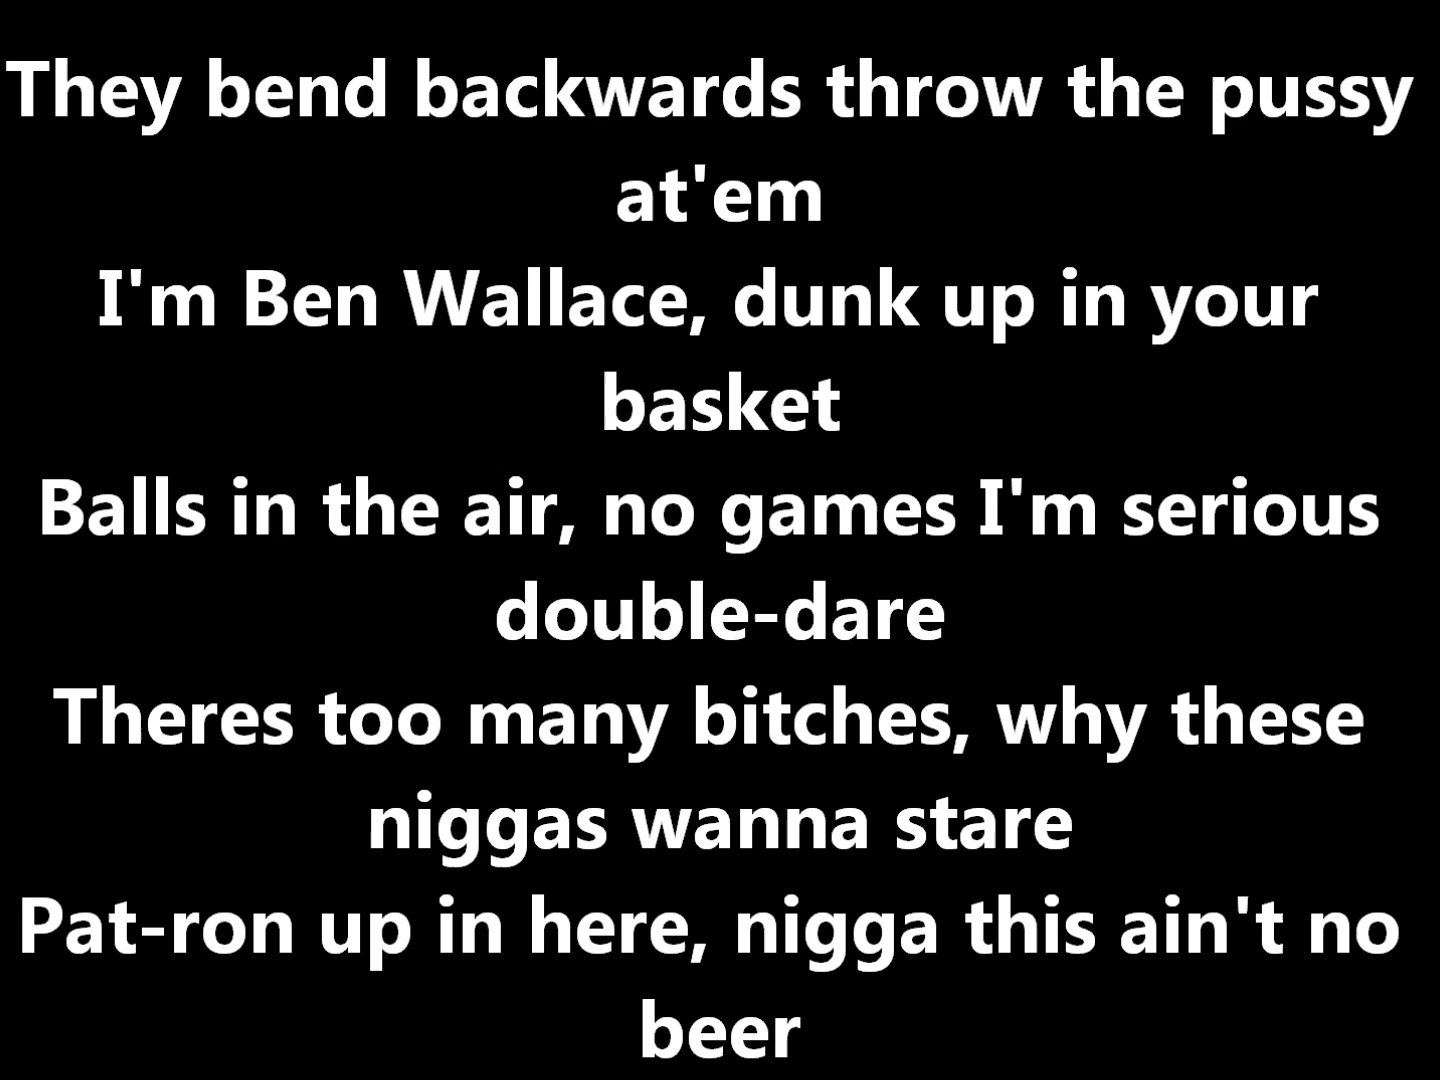 They bend backwards throw the pussy
at'em
I'm Ben Wallace, dunk up in your
basket
Balls in the air, no games I'm serious
double-dare
Theres too many bitches, why these
niggas wanna stare
Pat-ron up in here, nigga this ain't no
beer